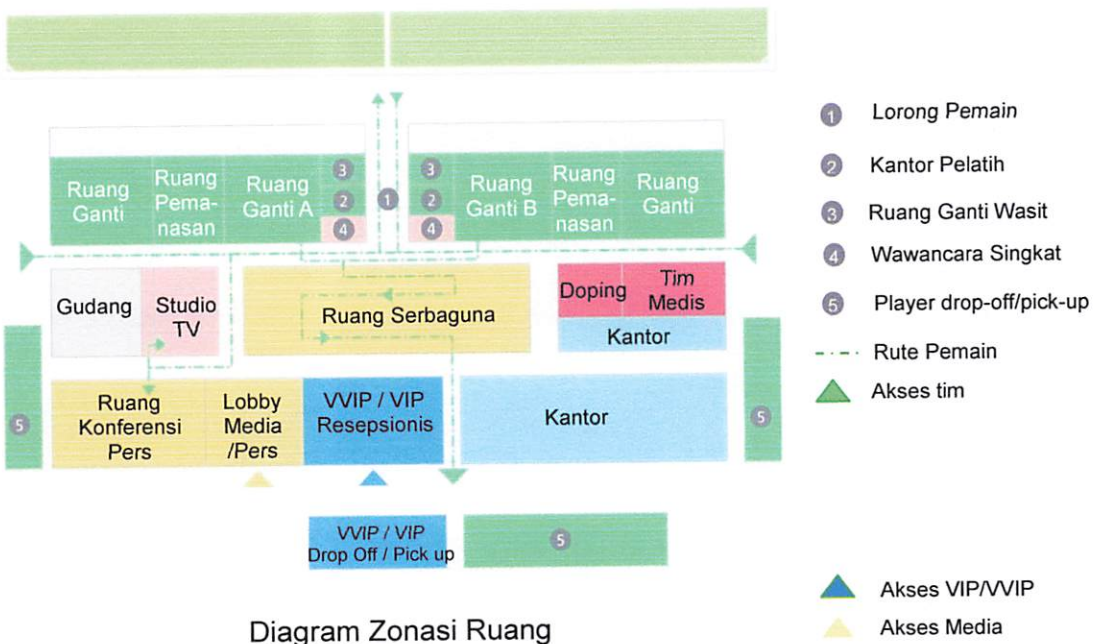 3
3
Ruang
Ganti
Ruang
Pema-
nasan
Ruang
Ganti A
2
1
2
Ruang
Ganti B
Ruang
Pema-
nasan
Ruang
Ganti
4
4
Gudang
Studio
TV
Ruang Serbaguna
Doping
Tim
Medis
Kantor
5
Ruang
Konferensi
Pers
Lobby
Media
/Pers
VVIP / VIP
Resepsionis
Kantor
5
VVIP / VIP
Drop Off / Pick up
5
1 Lorong Pemain
2 Kantor Pelatih
3 Ruang Ganti Wasit
4 Wawancara Singkat
5 Player drop-off/pick-up
Rute Pemain
Akses tim
Akses VIP/VVIP
Akses Media
Diagram Zonasi Ruang